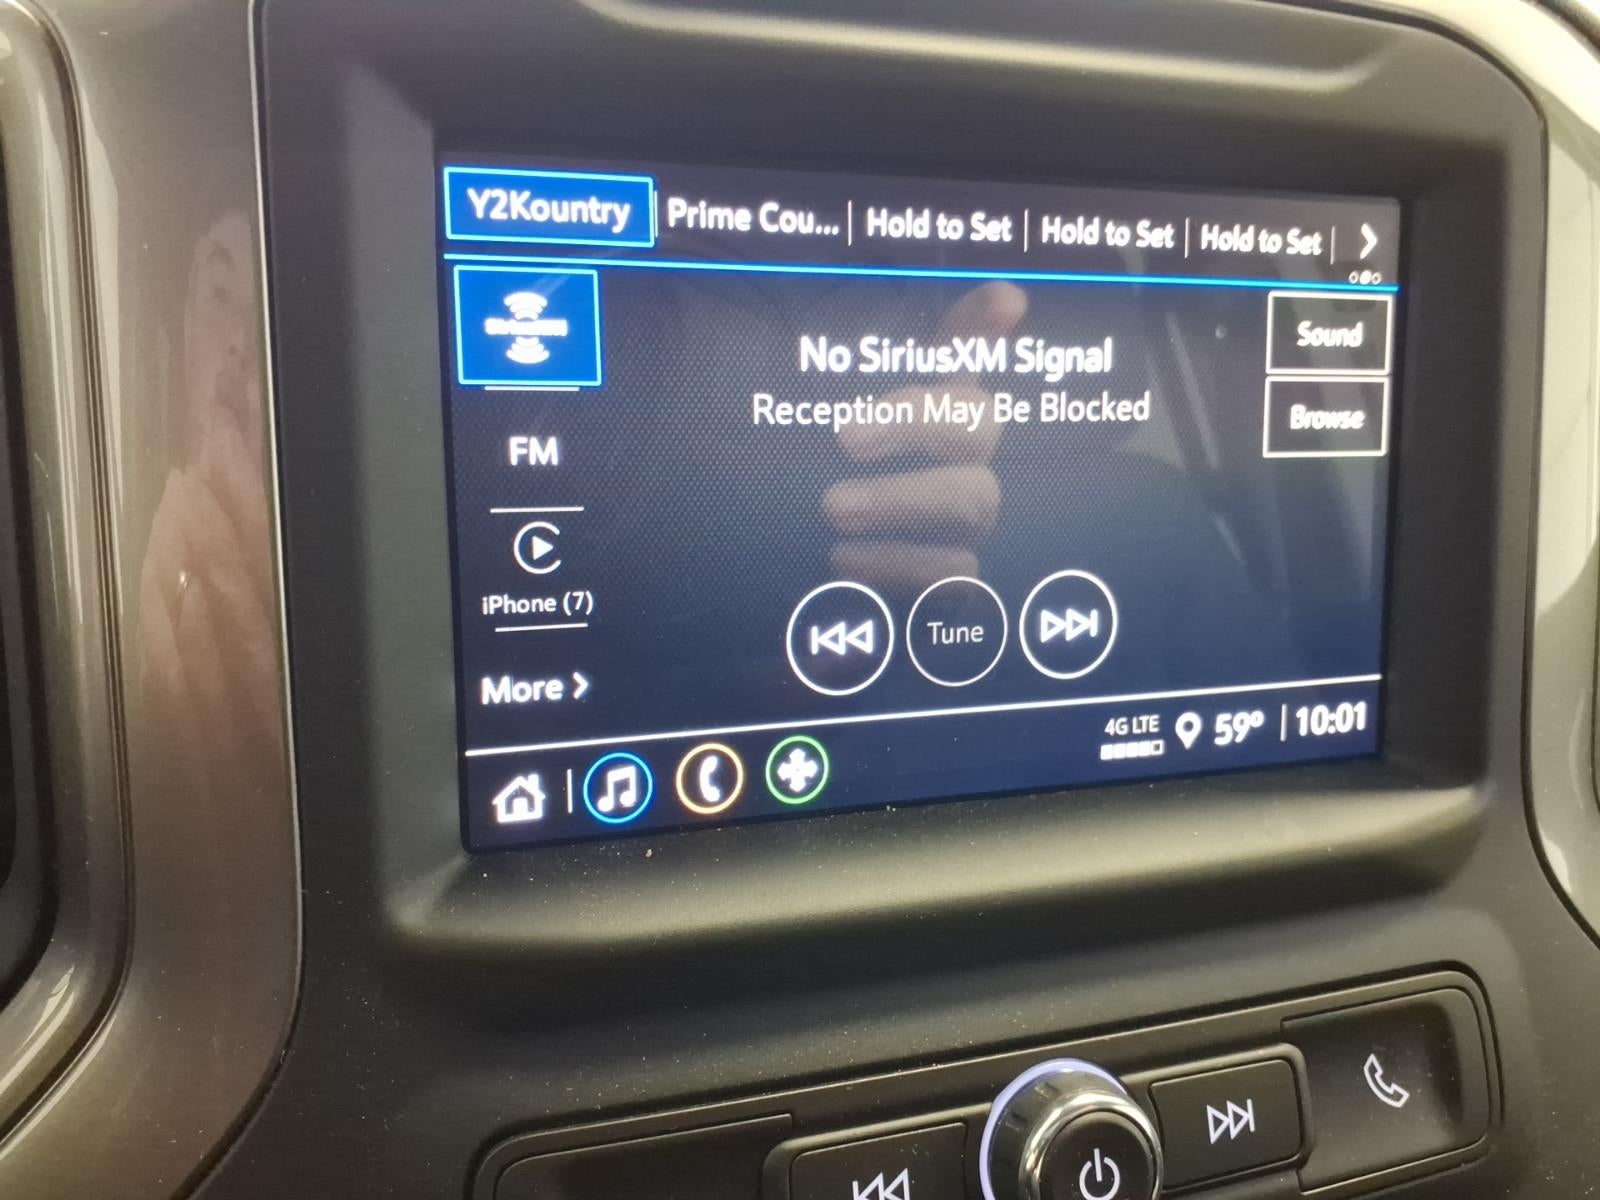 Y2Kountry
Prime Cou...
Hold to Set
Hold to Set
Hold to Set
SiriusXM
No SiriusXM Signal
Reception May Be Blocked
Sound
Browse
FM
iPhone (7)
More
Tune
4G LTE
59°
10:01